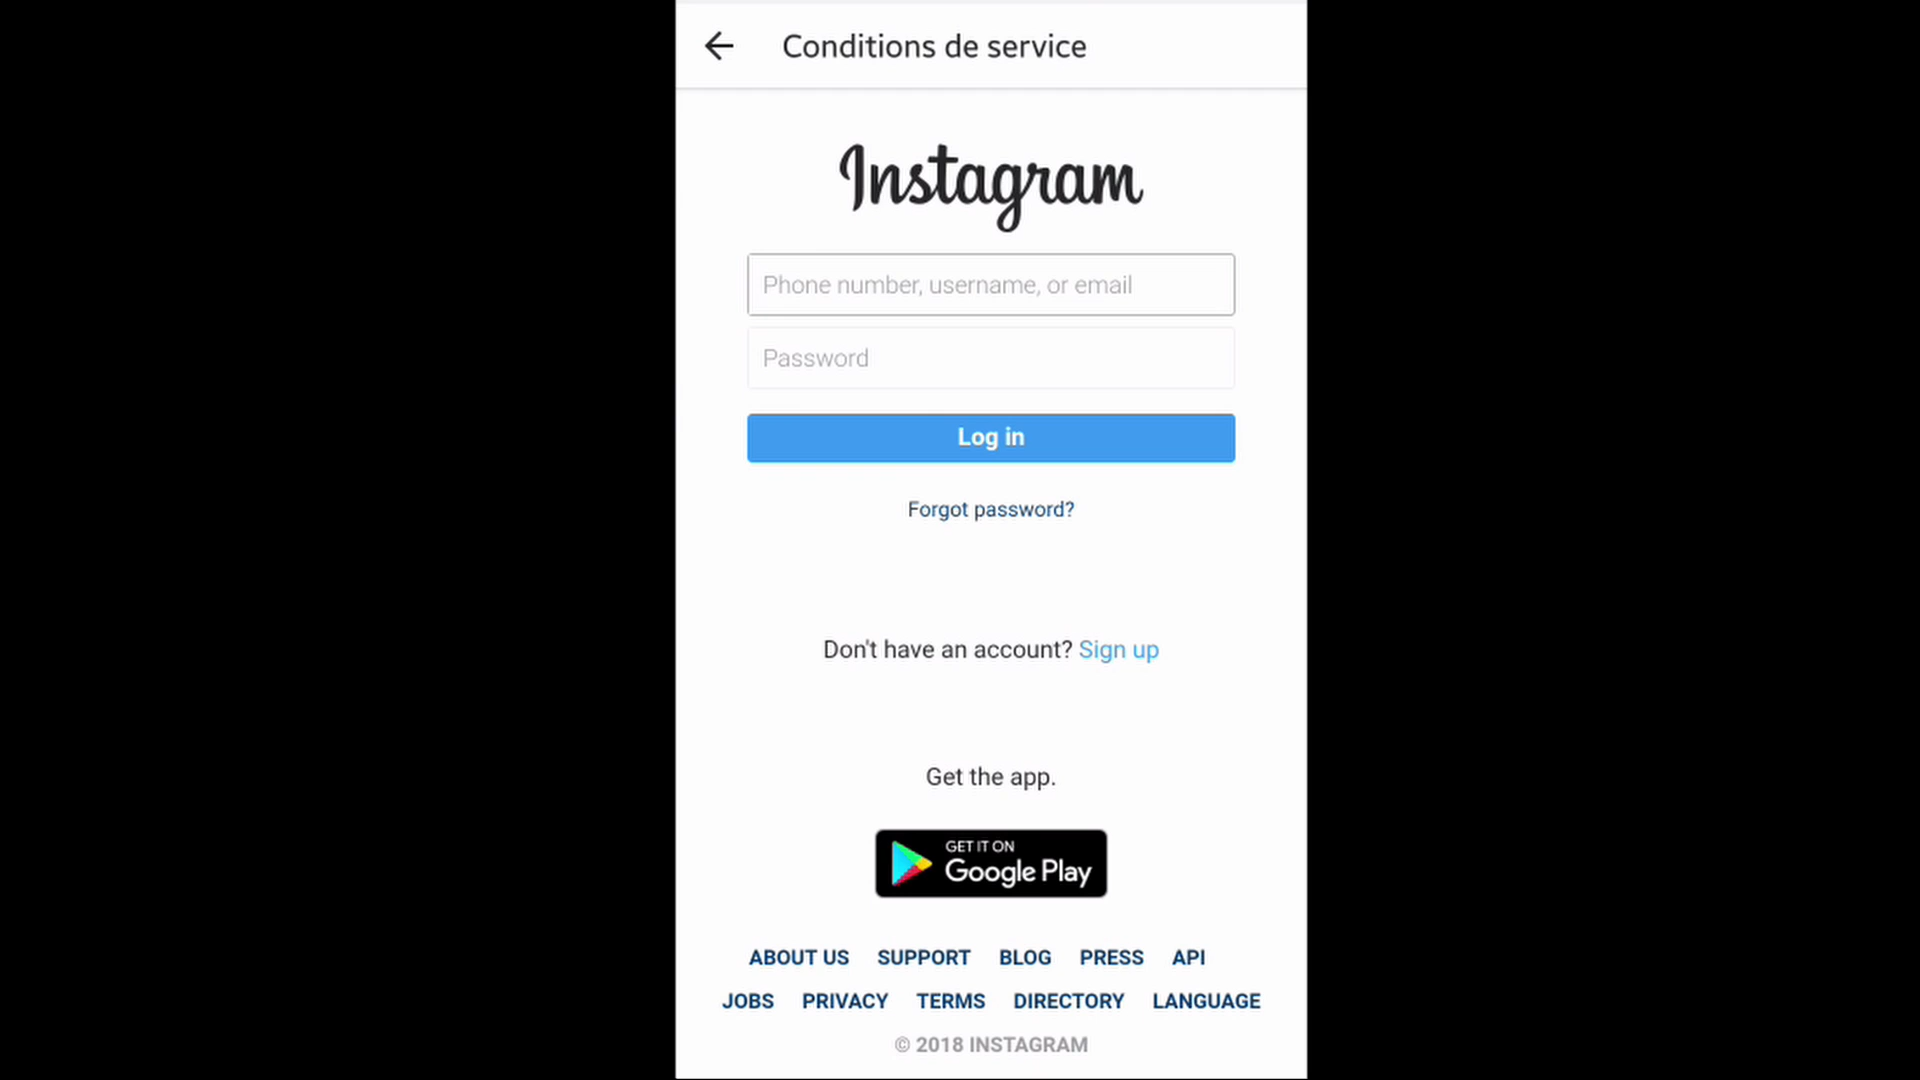 Conditions de service
Instagram
Phone number, username, or email
Password
Log in
Forgot password?
Don't have an account? Sign up
Get the app.
GET IT ON
Google Play
ABOUT US SUPPORT BLOG PRESS API
JOBS PRIVACY TERMS DIRECTORY LANGUAGE
© 2018 INSTAGRAM